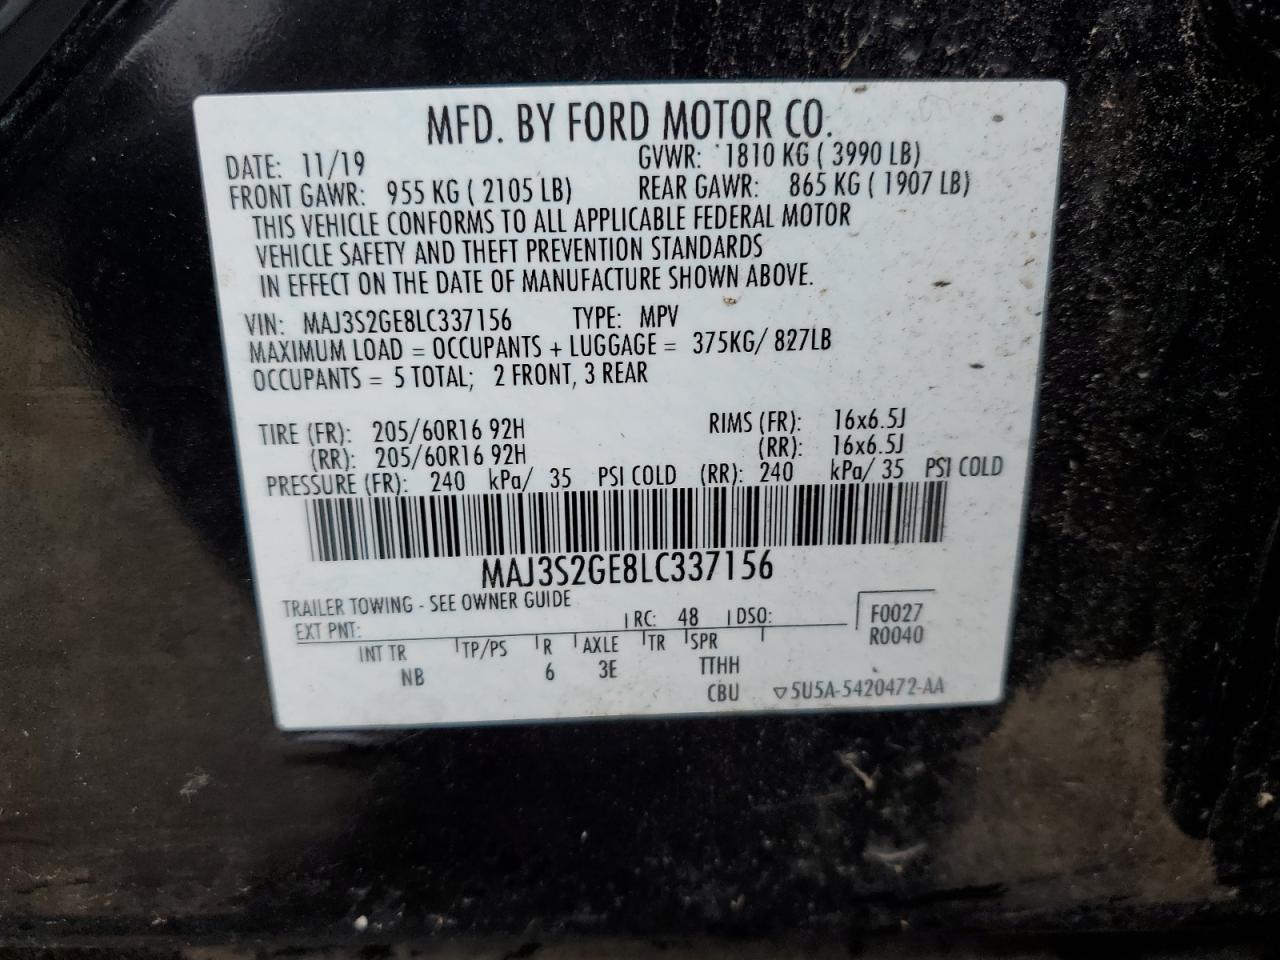 MFD. BY FORD MOTOR CO.
DATE: 11/19 GVWR: 1810 KG ( 3990 LB)
FRONT GAWR: 955 KG ( 2105 LB) REAR GAWR: 865 KG ( 1907 LB)
THIS VEHICLE CONFORMS TO ALL APPLICABLE FEDERAL MOTOR
VEHICLE SAFETY AND THEFT PREVENTION STANDARDS
IN EFFECT ON THE DATE OF MANUFACTURE SHOWN ABOVE.
VIN: MAJ3S2GE8LC337156 TYPE: MPV
MAXIMUM LOAD = OCCUPANTS + LUGGAGE = 375KG/ 827LB
OCCUPANTS = 5 TOTAL; 2 FRONT, 3 REAR
TIRE (FR): 205/60R16 92H RIMS (FR): 16x6.5J
(RR): 205/60R16 92H (RR): 16x6.5J
PRESSURE (FR): 240 kPa/ 35 PSI COLD (RR): 240 kPa/ 35 PSI COLD
MAJ3S2GE8LC337156
TRAILER TOWING - SEE OWNER GUIDE
EXT PNT: RC: 48 DSO: F0027
R0040
INT TR TP/PS R AXLE TR SPR
NB 6 3E TTHH
CBU ▽5U5A-5420472-AA